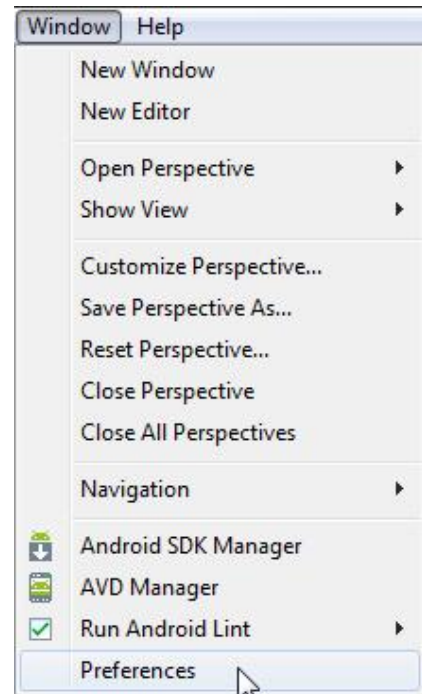 Window Help
New Window
New Editor
Open Perspective
Show View
Customize Perspective...
Save Perspective As...
Reset Perspective...
Close Perspective
Close All Perspectives
Navigation
Android SDK Manager
AVD Manager
Run Android Lint
Preferences